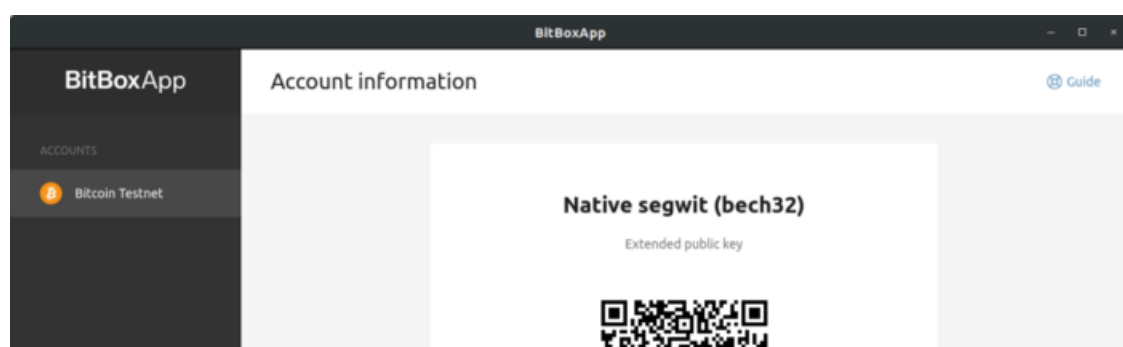 BitBoxApp
BitBoxApp
Account information
Guide
ACCOUNTS
Bitcoin Testnet
Native segwit (bech32)
Extended public key